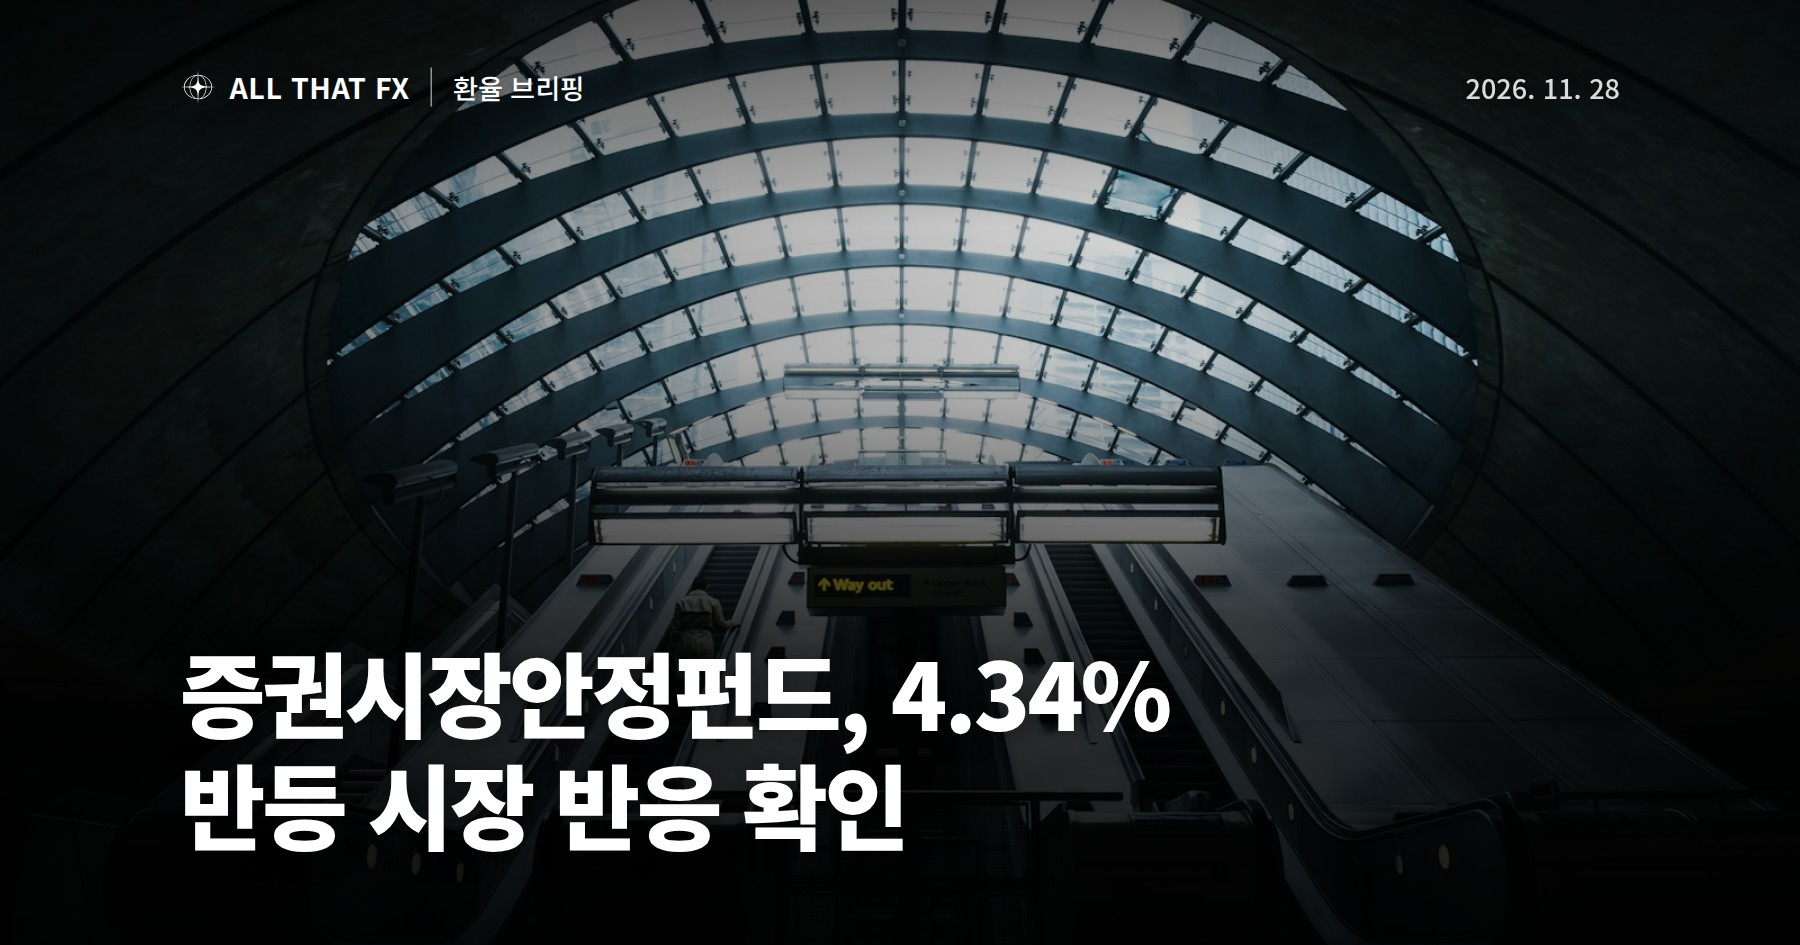 ALL THAT FX | 환율 브리핑
2026. 11. 28
↑ Way out
증권시장안정펀드, 4.34%
반등 시장 반응 확인